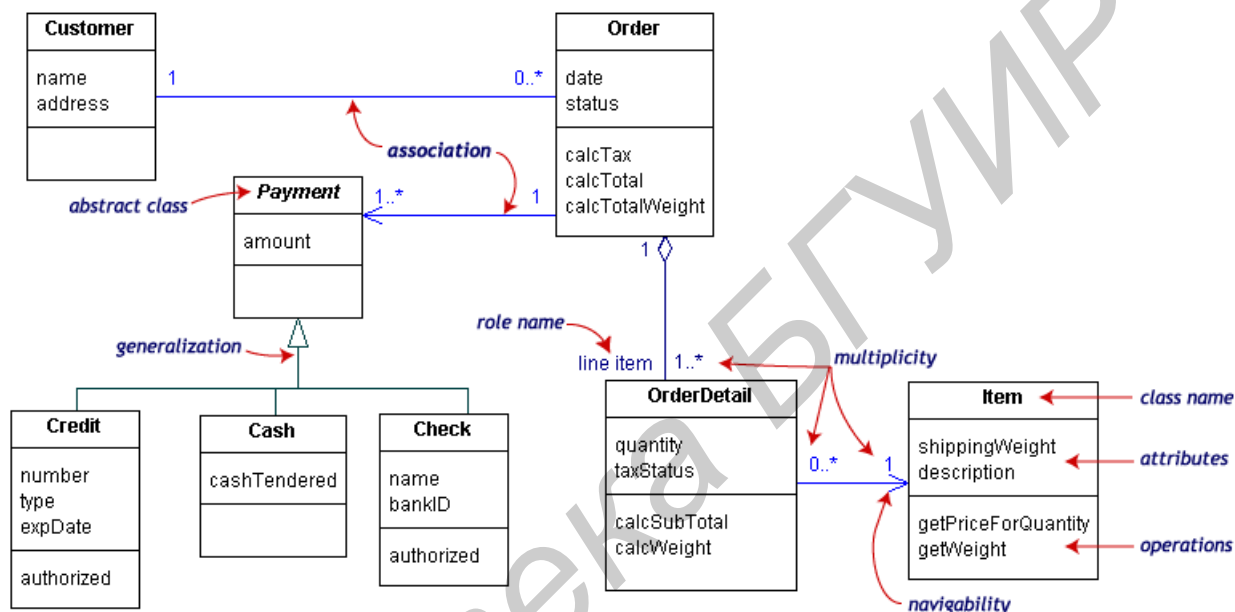 Customer
name
address
1
0..*
Order
date
status
calcTax
calcTotal
calcTotalWeight
association
abstract class
Payment
amount
1..*
1
1
generalization
role name
line item
1..*
multiplicity
Credit
number
type
expDate
authorized
Cash
cashTendered
Check
name
bankID
authorized
OrderDetail
quantity
taxStatus
calcSubTotal
calcWeight
0..*
1
Item
shippingWeight
description
getPriceForQuantity
getWeight
class name
attributes
operations
navigability
ека БГУИР